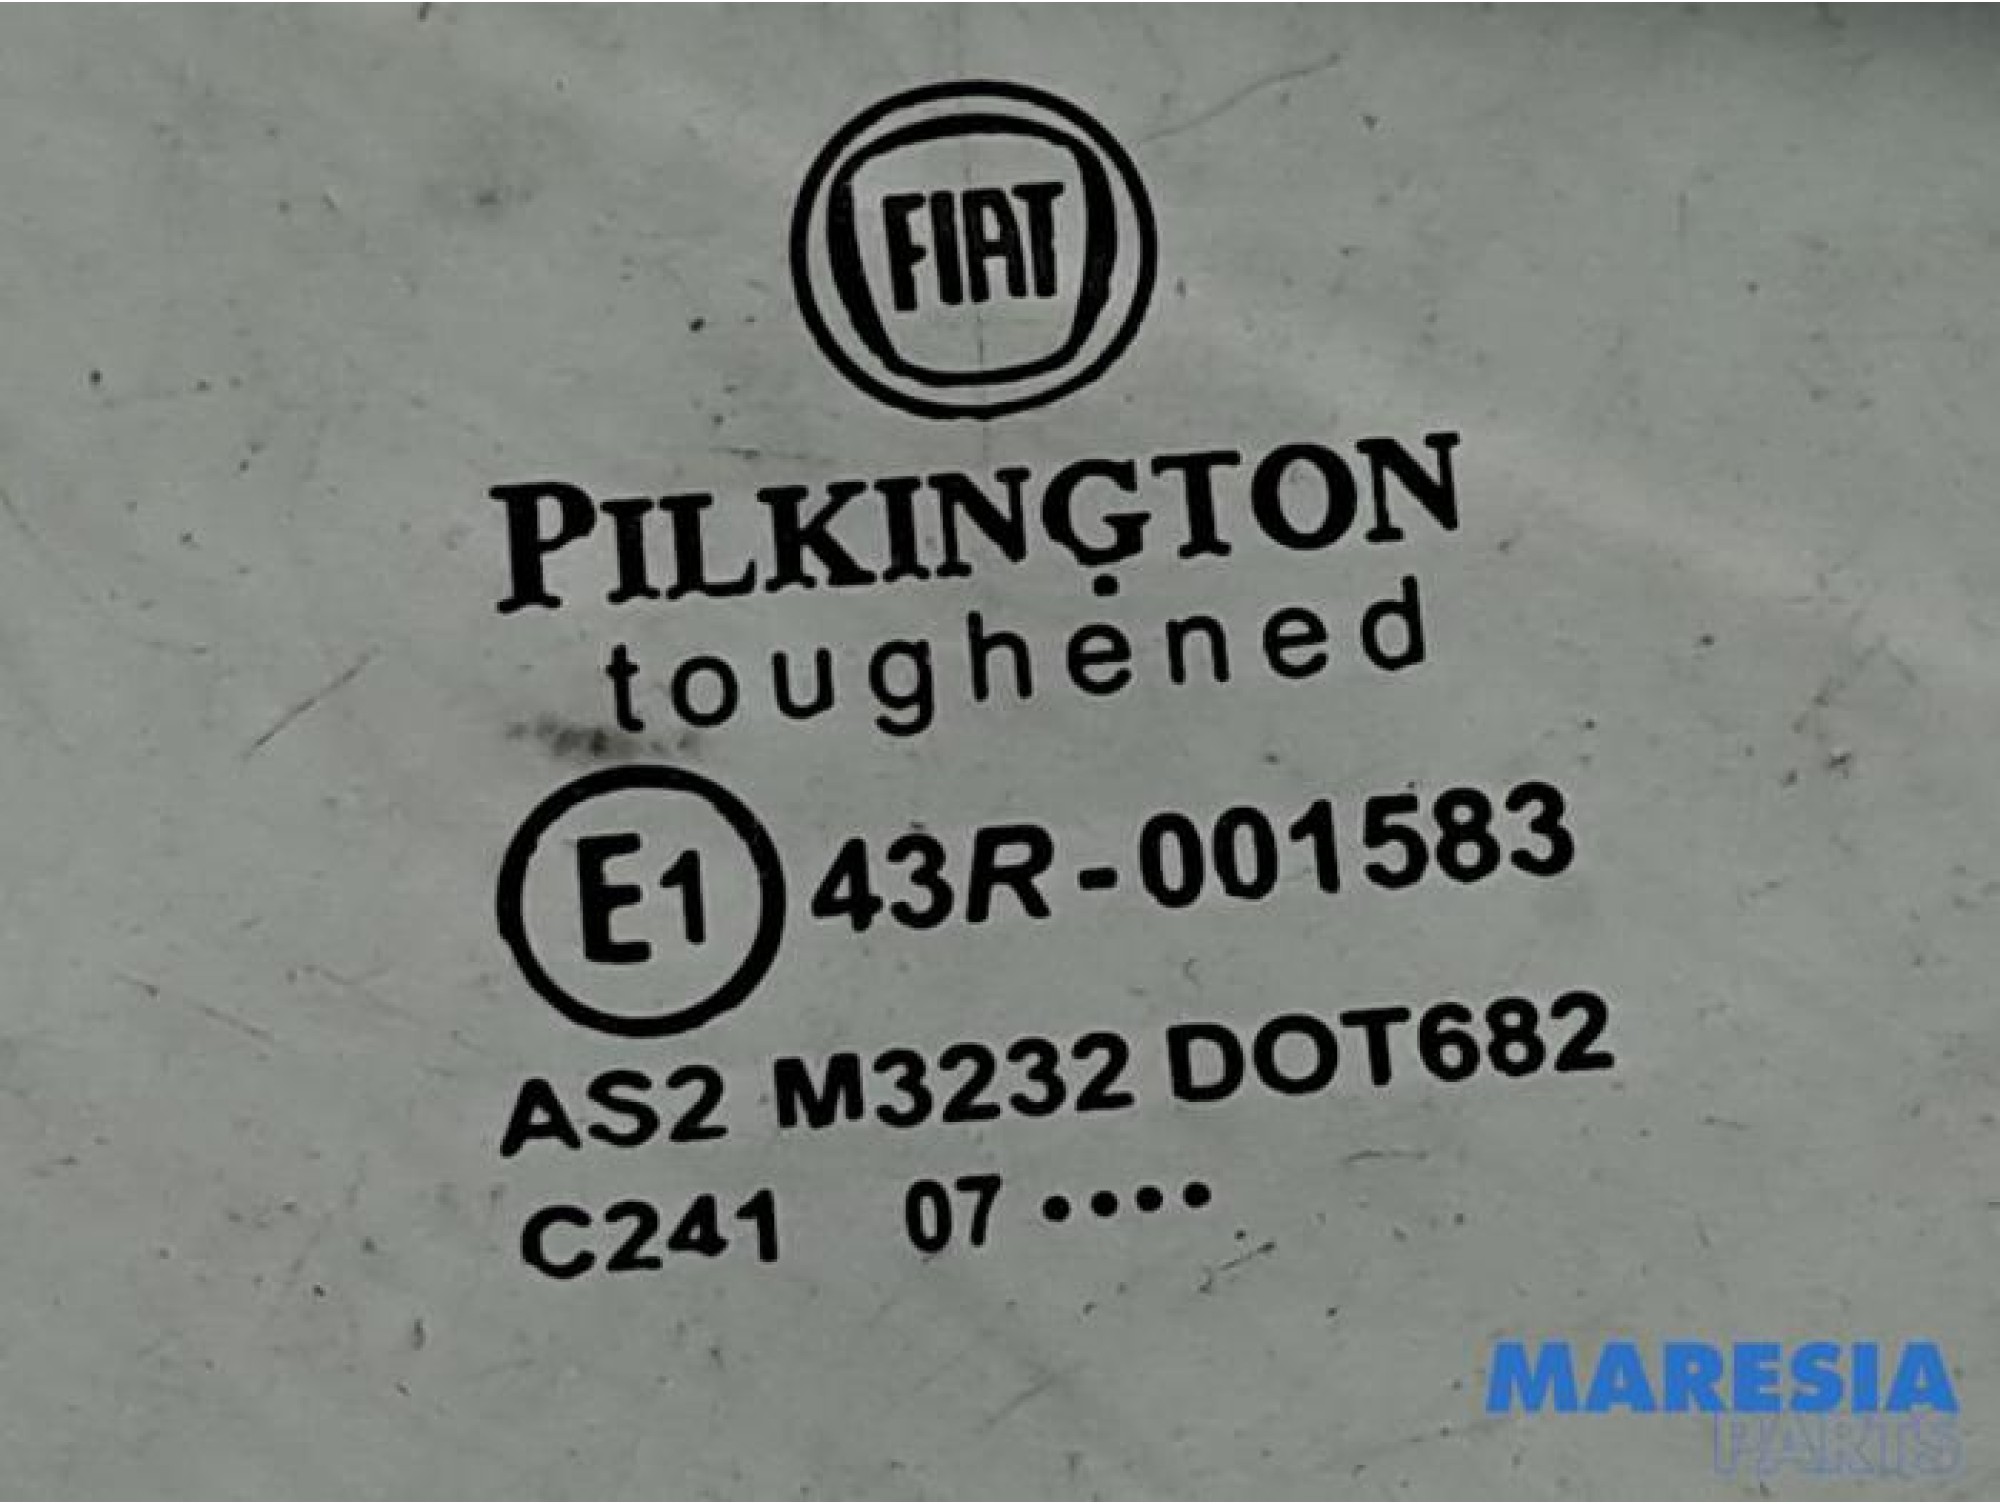 FIAT
PILKINGTON
toughened
E1 43R-001583
AS2 M3232 DOT682
C241 07 ••••
MARESIA
PARTS